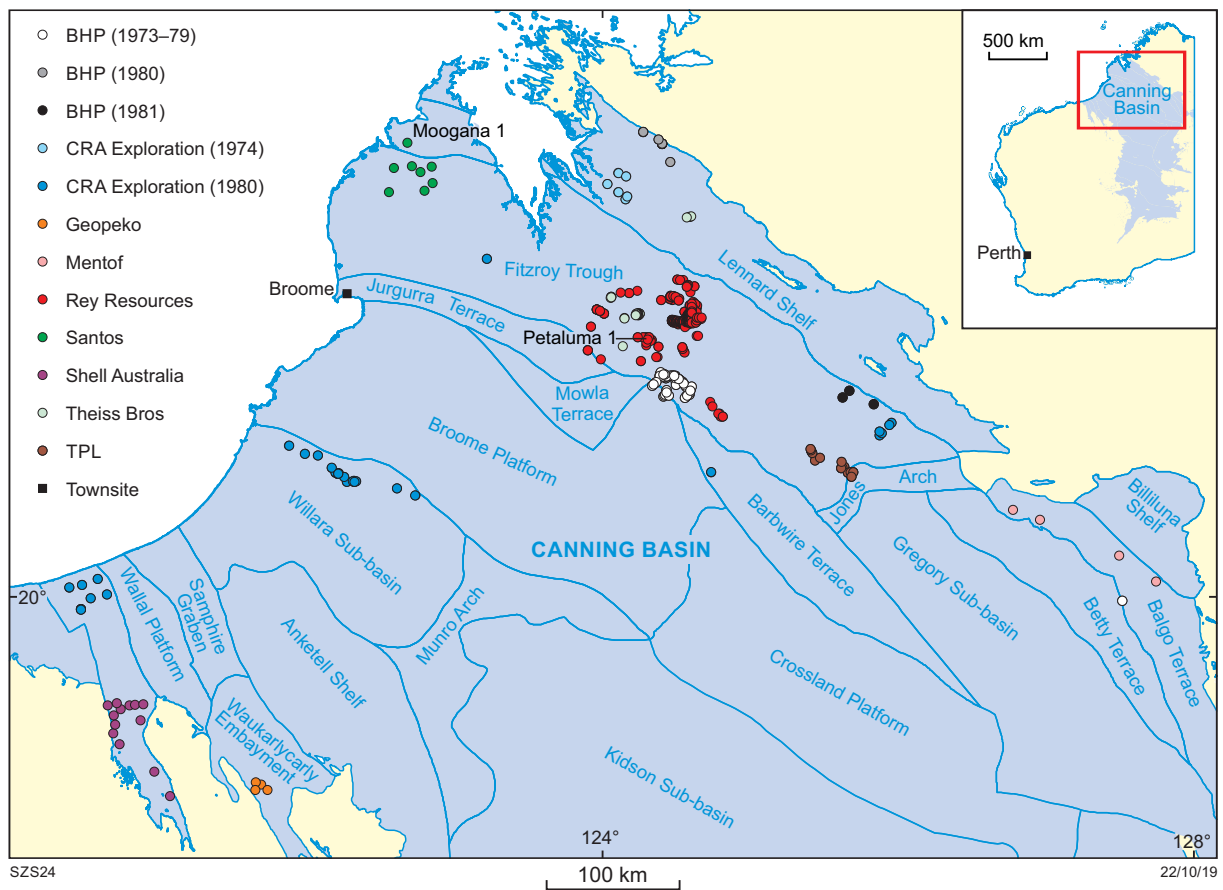 BHP (1973–79)
BHP (1980)
BHP (1981)
CRA Exploration (1974)
CRA Exploration (1980)
Geopeko
Mentof
Rey Resources
Santos
Shell Australia
Theiss Bros
TPL
Townsite
500 km
Canning
Basin
Perth
Moogana 1
Broome
Fitzroy Trough
Lennard Shelf
Jurgurra Terrace
Petaluma 1
Mowla
Terrace
Broome Platform
Willara Sub-basin
CANNING BASIN
Barbwire Terrace
Jones
Arch
Gregory Sub-basin
Billiluna
Shelf
Betty Terrace
Balgo Terrace
20°
Wallal Platform
Samphire
Graben
Anketell Shelf
Munro Arch
Waukarlycarly
Embayment
Crossland Platform
Kidson Sub-basin
124°
128°
SZS24
100 km
22/10/19